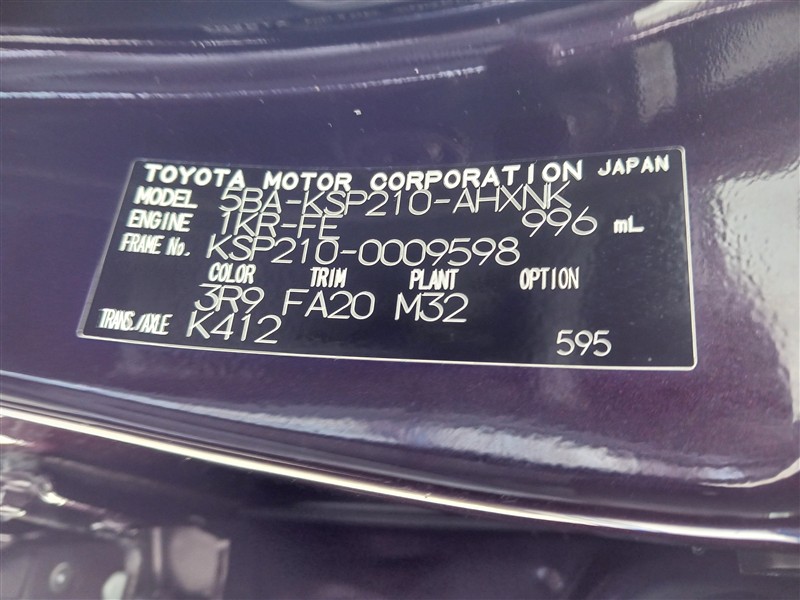 TOYOTA MOTOR CORPORATION JAPAN
MODEL 5BA-KSP210-AHXNK
ENGINE 1KR-FE 996 mL
FRAME No. KSP210-0009598
COLOR TRIM PLANT OPTION
3R9 FA20 M32
TRANS./AXLE K412
595